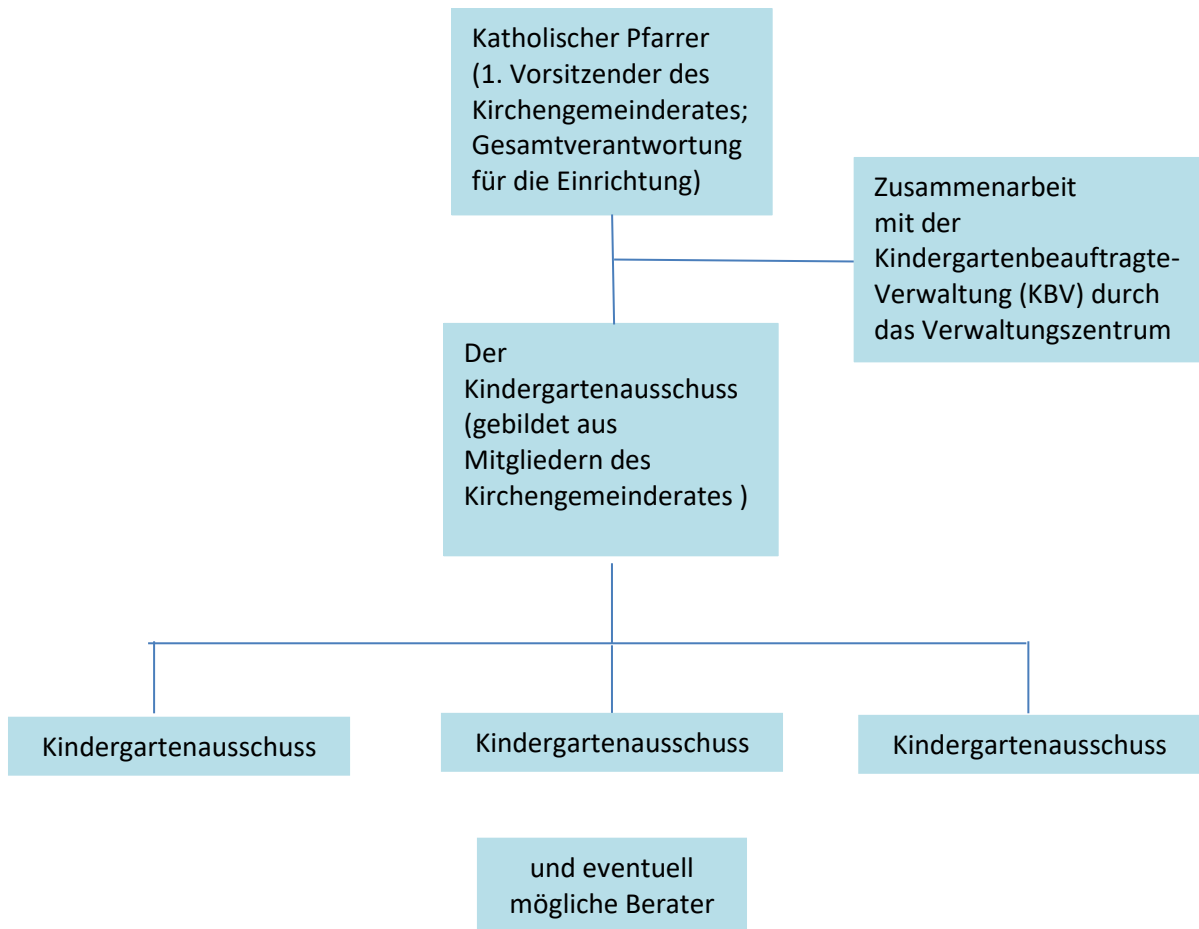 Katholischer Pfarrer
(1. Vorsitzender des
Kirchengemeinderates;
Gesamtverantwortung
für die Einrichtung)
Zusammenarbeit
mit der
Kindergartenbeauftragte-
Verwaltung (KBV) durch
das Verwaltungszentrum
Der
Kindergartenausschuss
(gebildet aus
Mitgliedern des
Kirchengemeinderates )
Kindergartenausschuss
Kindergartenausschuss
Kindergartenausschuss
und eventuell
mögliche Berater